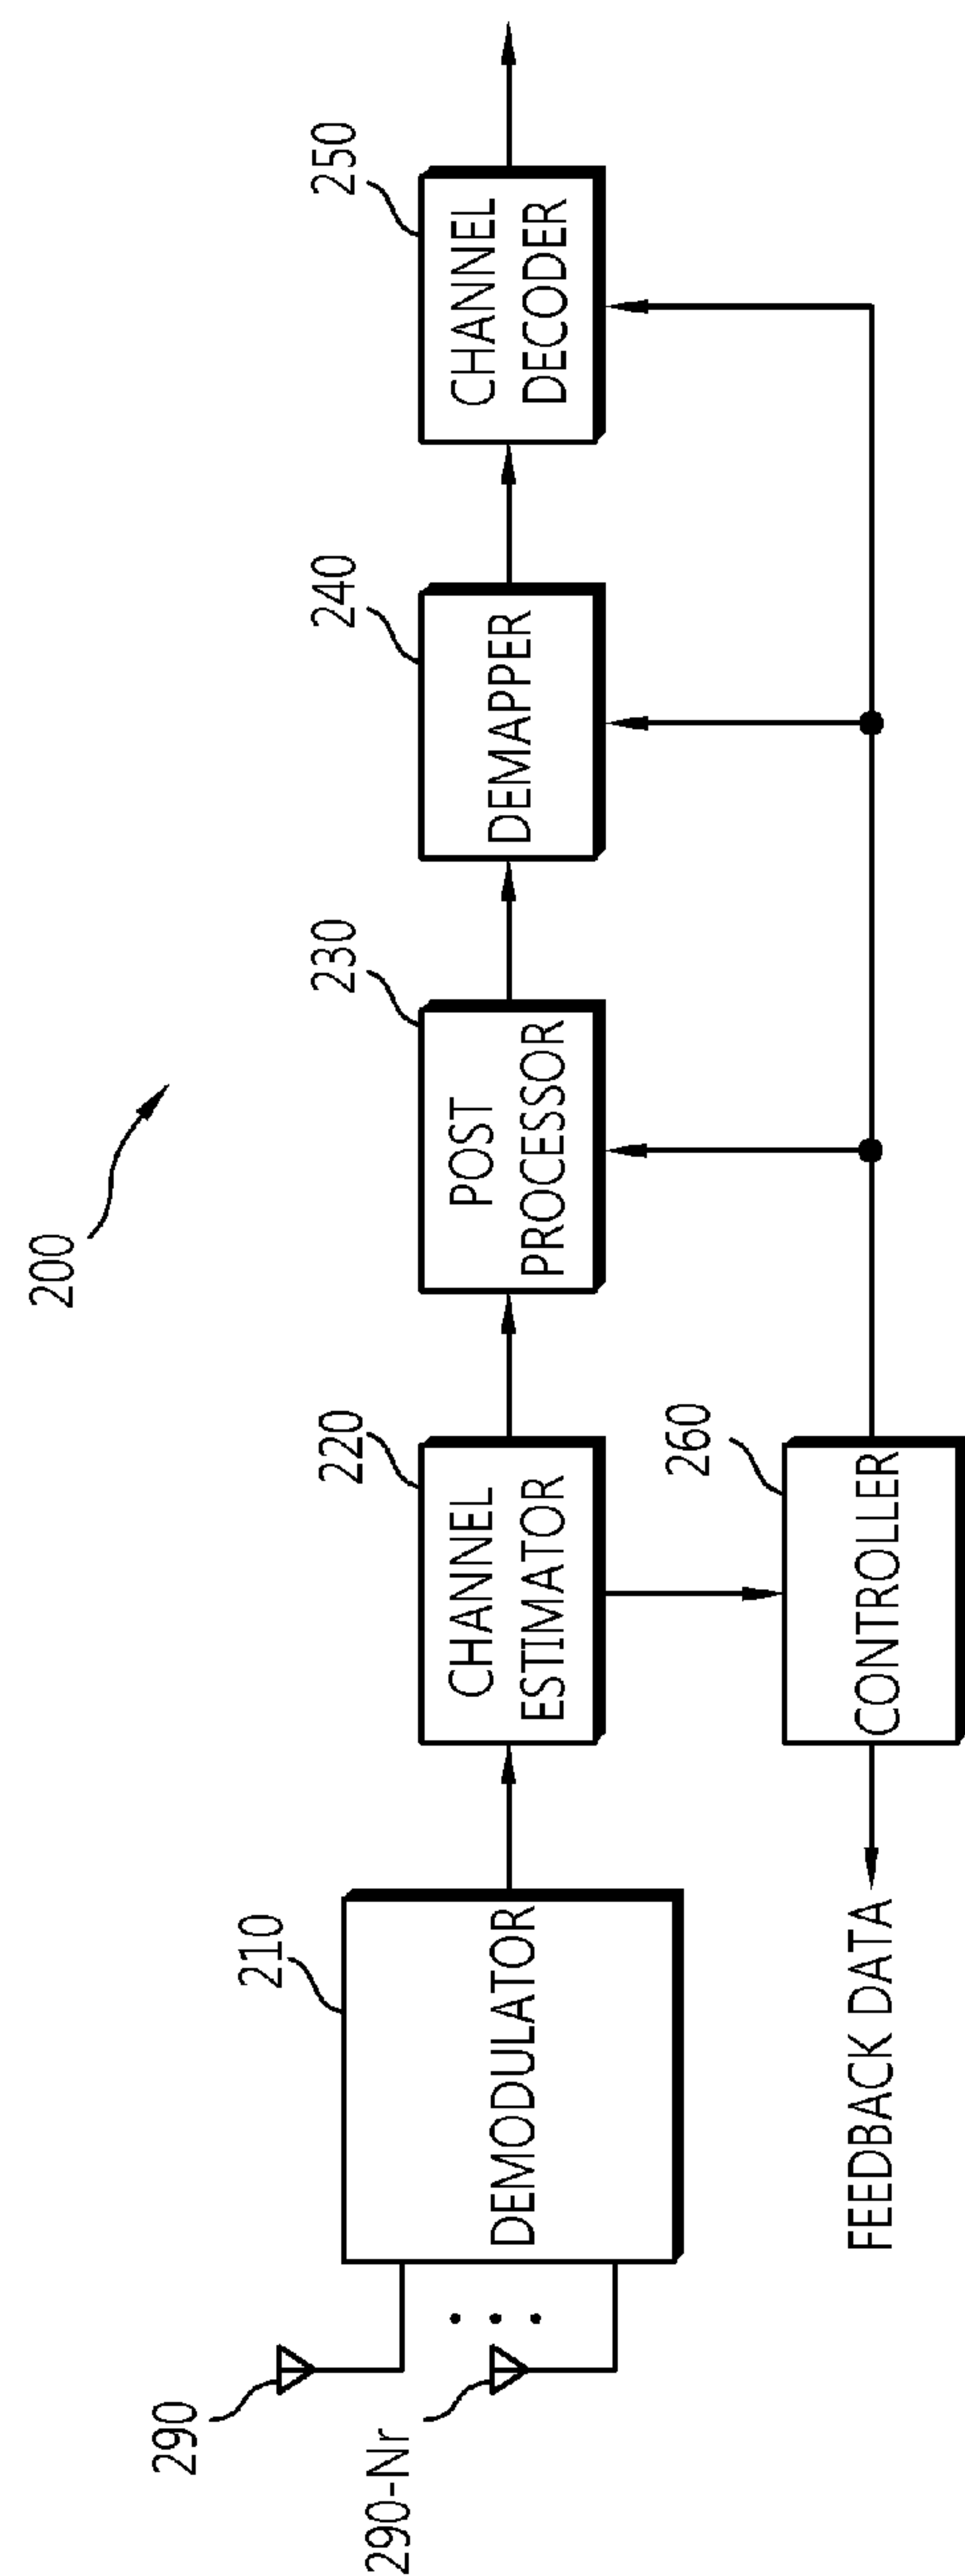 200
290
290-Nr
210
DEMODULATOR
220
CHANNEL
ESTIMATOR
230
POST
PROCESSOR
240
DEMAPPER
250
CHANNEL
DECODER
260
CONTROLLER
FEEDBACK DATA